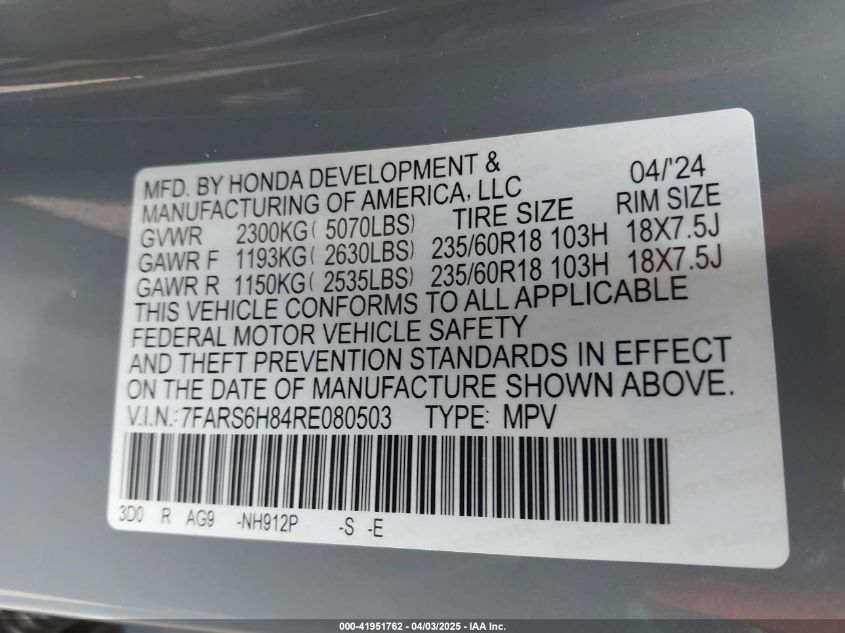 MFD. BY HONDA DEVELOPMENT & 04/'24
MANUFACTURING OF AMERICA, LLC
TIRE SIZE RIM SIZE
GVWR 2300KG( 5070LBS)
GAWR F 1193KG( 2630LBS) 235/60R18 103H 18X7.5J
GAWR R 1150KG( 2535LBS) 235/60R18 103H 18X7.5J
THIS VEHICLE CONFORMS TO ALL APPLICABLE
FEDERAL MOTOR VEHICLE SAFETY
AND THEFT PREVENTION STANDARDS IN EFFECT
ON THE DATE OF MANUFACTURE SHOWN ABOVE.
V.I.N.: 7FARS6H84RE080503 TYPE: MPV
3D0 R AG9 -NH912P -S -E
000-41951762 - 04/03/2025 - IAA Inc.